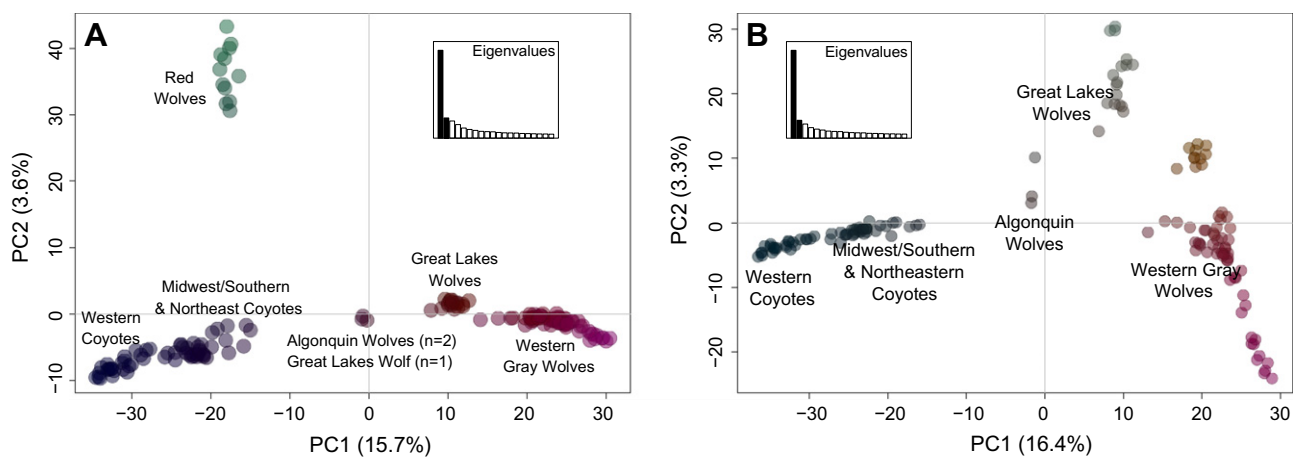 A
Eigenvalues
Red
Wolves
Great Lakes
Wolves
Midwest/Southern
& Northeast Coyotes
Western
Coyotes
Algonquin Wolves (n=2)
Great Lakes Wolf (n=1)
Western
Gray Wolves
PC2 (3.6%)
40
30
20
10
0
−10
−30
−20
−10
0
10
20
30
PC1 (15.7%)
B
Eigenvalues
Great Lakes
Wolves
Algonquin
Wolves
Midwest/Southern
& Northeastern
Coyotes
Western
Coyotes
Western Gray
Wolves
PC2 (3.3%)
30
20
10
0
−10
−20
−30
−20
−10
0
10
20
30
PC1 (16.4%)